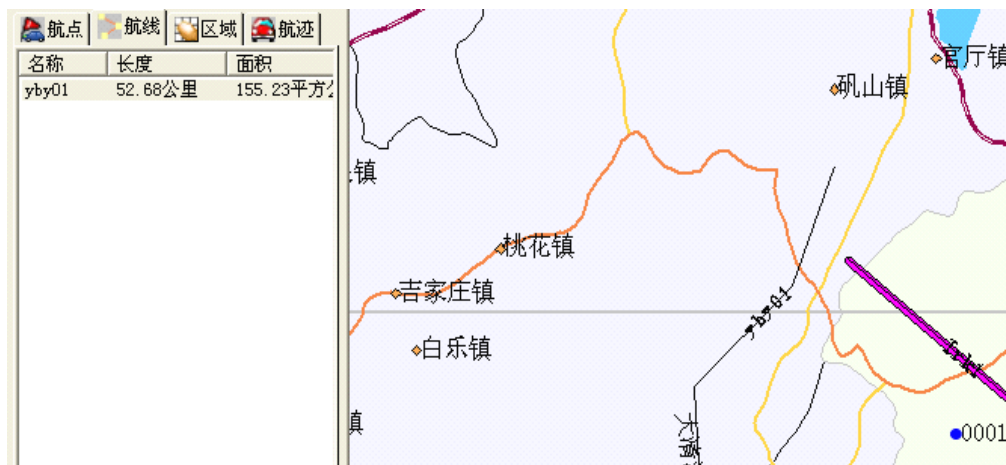 航点 航线 区域 航迹
名称 长度 面积
yby01 52.68公里 155.23平方
官厅镇
矾山镇
镇
桃花镇
吉家庄镇
yby01
白乐镇
镇
0001